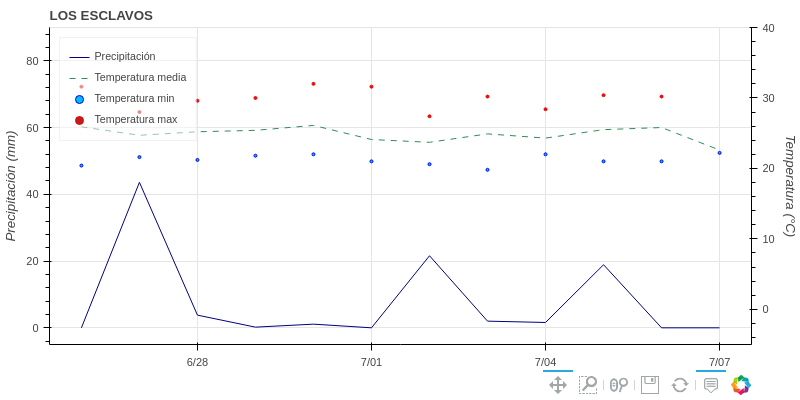 LOS ESCLAVOS
Precipitación
Temperatura media
Temperatura min
Temperatura max
Precipitación (mm)
80
60
40
20
0
Temperatura (°C)
40
30
20
10
0
6/28
7/01
7/04
7/07